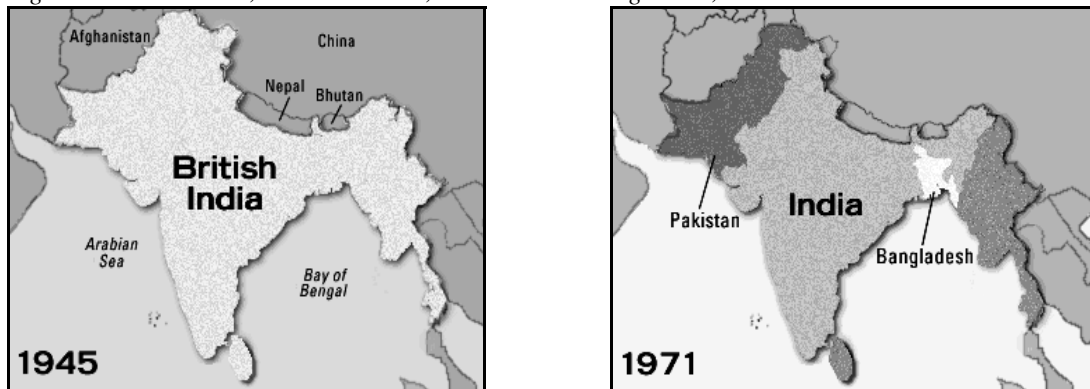 Afghanistan
China
Nepal
Bhutan
British
India
Arabian
Sea
Bay of
Bengal
1945
Pakistan
India
Bangladesh
1971